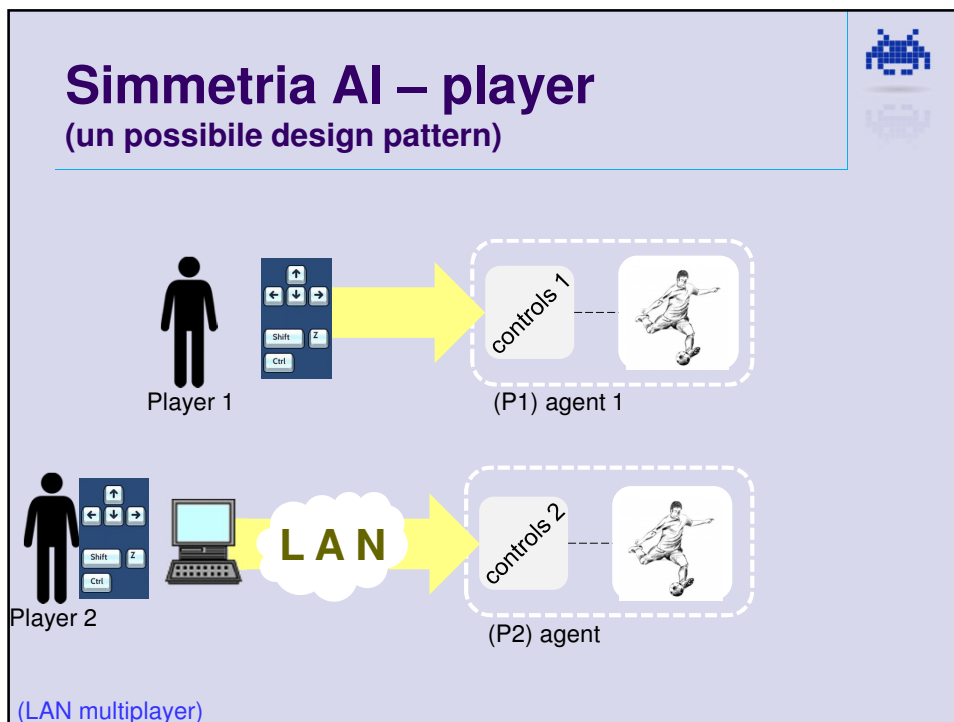 Simmetria AI – player
(un possibile design pattern)
↑
← ↓ →
Shift Z
Ctrl
controls 1
Player 1
(P1) agent 1
↑
← ↓ →
Shift Z
Ctrl
L A N
controls 2
Player 2
(P2) agent
(LAN multiplayer)